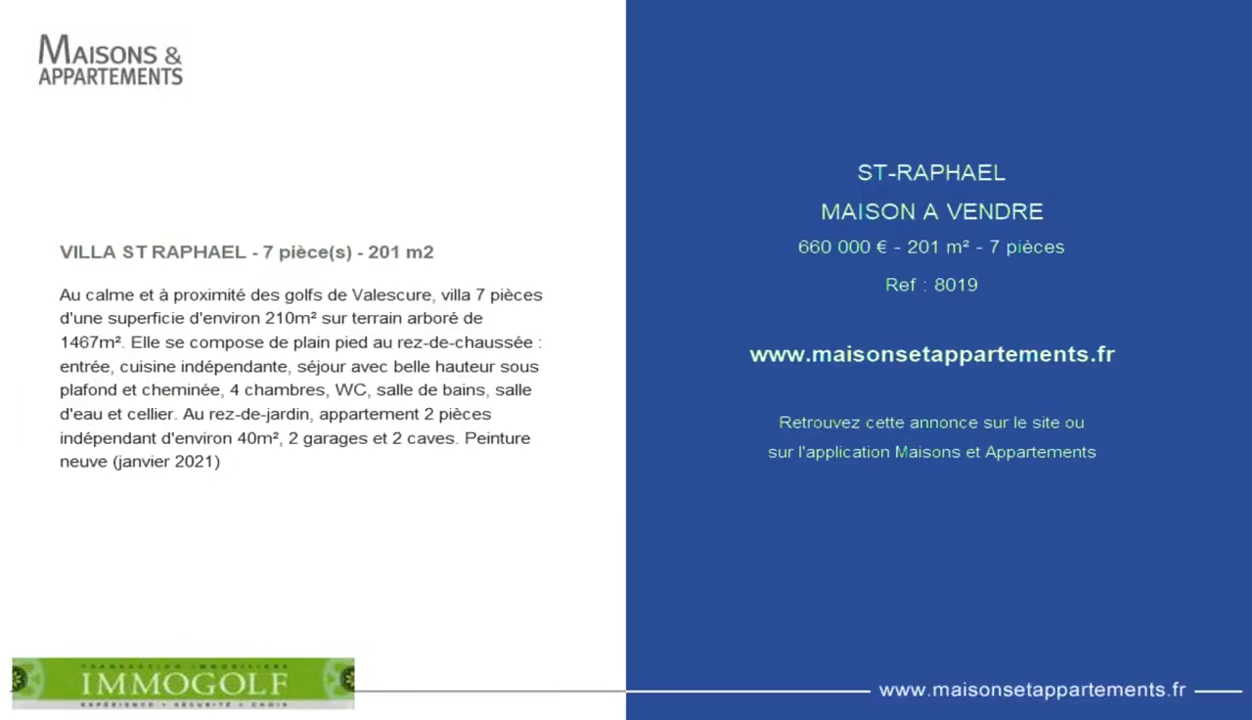 MAISONS &
APPARTEMENTS
VILLA ST RAPHAEL - 7 pièce(s) - 201 m2
Au calme et à proximité des golfs de Valescure, villa 7 pièces
d'une superficie d'environ 210m² sur terrain arboré de
1467m². Elle se compose de plain pied au rez-de-chaussée :
entrée, cuisine indépendante, séjour avec belle hauteur sous
plafond et cheminée, 4 chambres, WC, salle de bains, salle
d'eau et cellier. Au rez-de-jardin, appartement 2 pièces
indépendant d'environ 40m², 2 garages et 2 caves. Peinture
neuve (janvier 2021)
TRANSACTION IMMOBILIERE
IMMOGOLF
EXPÉRIENCE • SÉCURITÉ • CHOIX
ST-RAPHAEL
MAISON A VENDRE
660 000 € - 201 m² - 7 pièces
Ref : 8019
www.maisonsetappartements.fr
Retrouvez cette annonce sur le site ou
sur l'application Maisons et Appartements
www.maisonsetappartements.fr